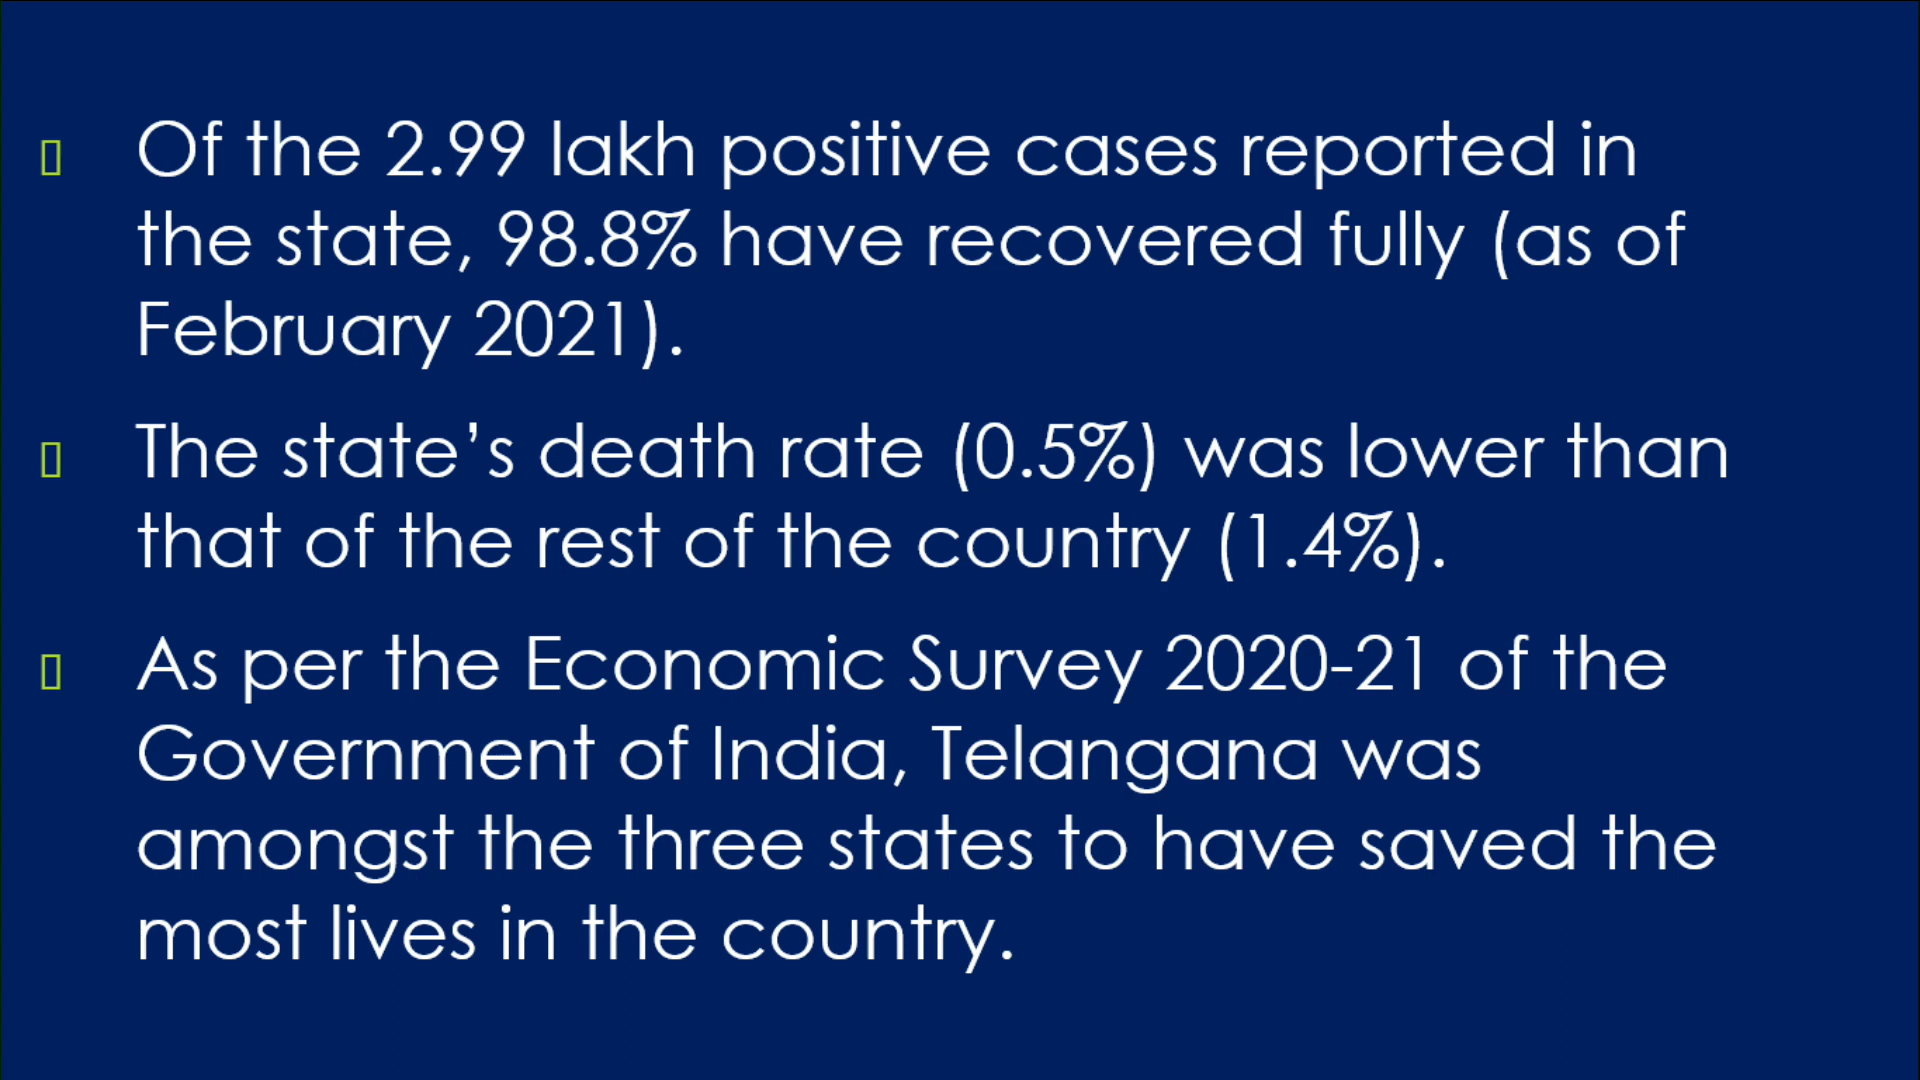 Of the 2.99 lakh positive cases reported in
the state, 98.8% have recovered fully (as of
February 2021).
The state’s death rate (0.5%) was lower than
that of the rest of the country (1.4%).
As per the Economic Survey 2020-21 of the
Government of India, Telangana was
amongst the three states to have saved the
most lives in the country.